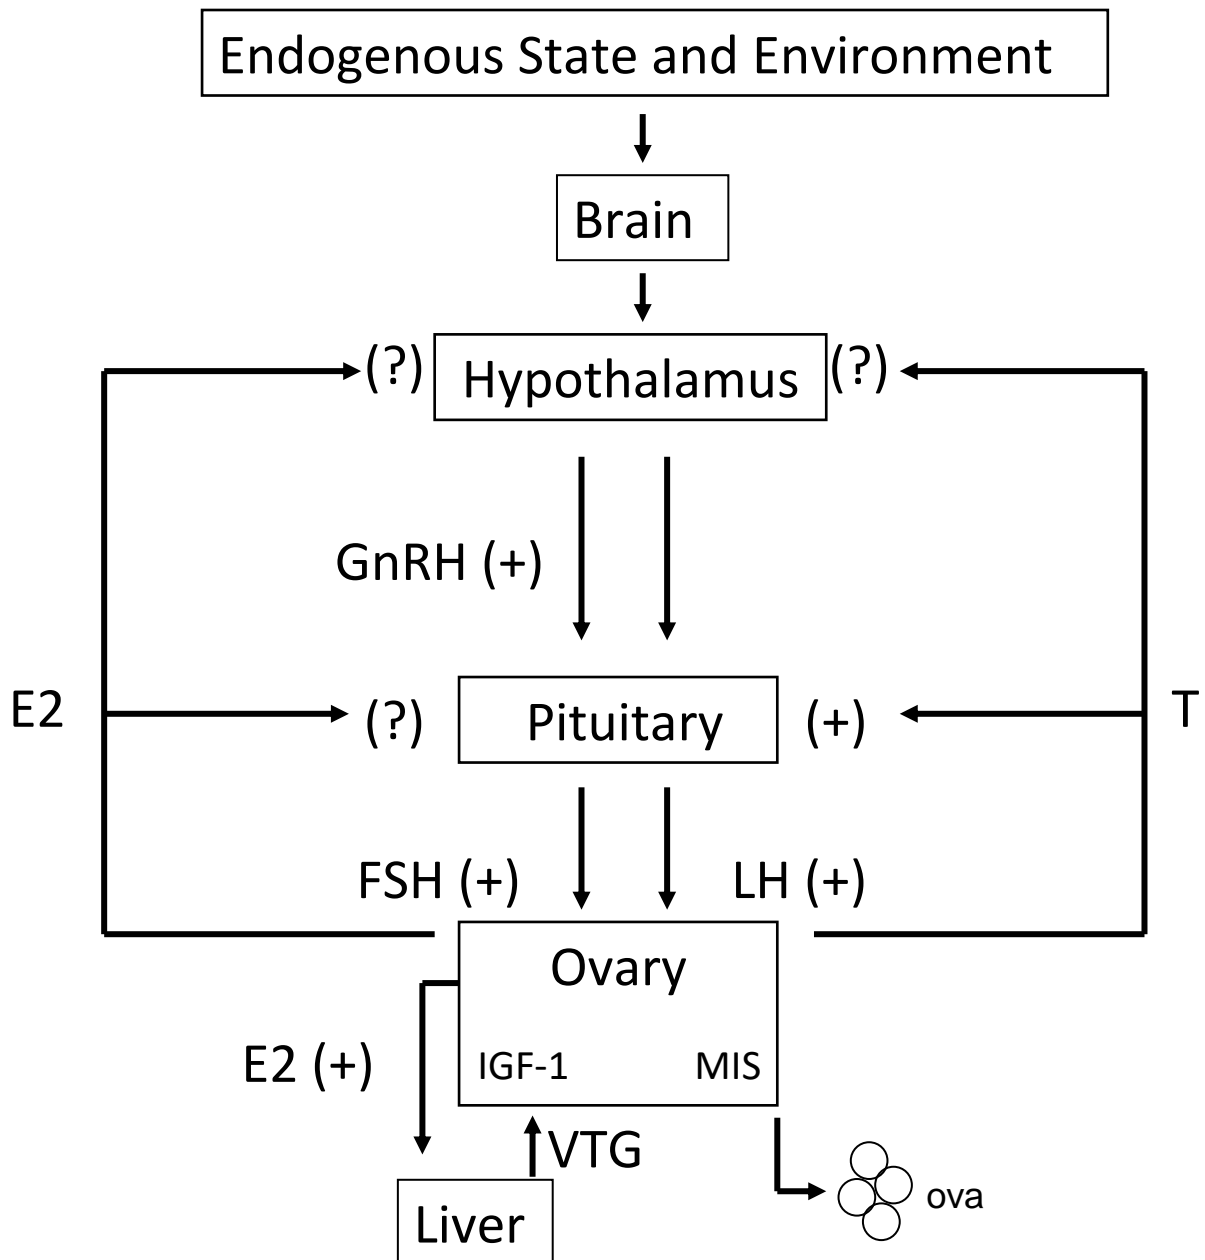 Endogenous State and Environment
Brain
(?) Hypothalamus (?)
GnRH (+)
E2 (?) Pituitary (+) T
FSH (+) LH (+)
Ovary
E2 (+) IGF-1 MIS
VTG
ova
Liver